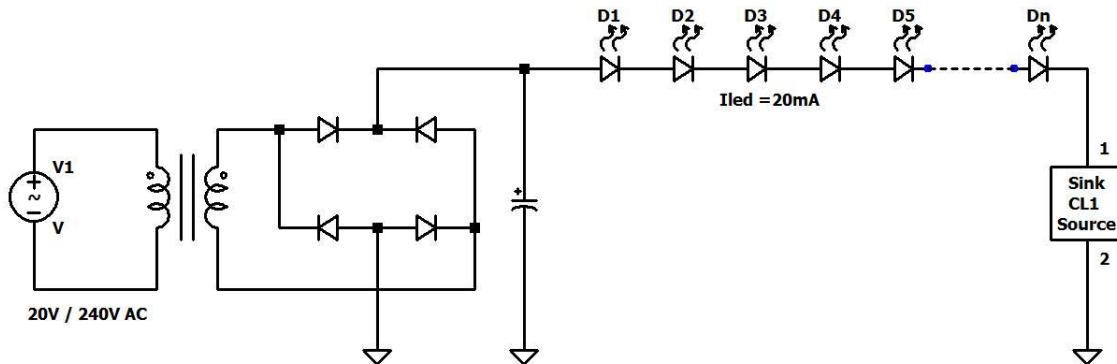 D1 D2 D3 D4 D5 Dn
Iled =20mA
V1
+
~
V
+
1
Sink
CL1
Source
2
20V / 240V AC